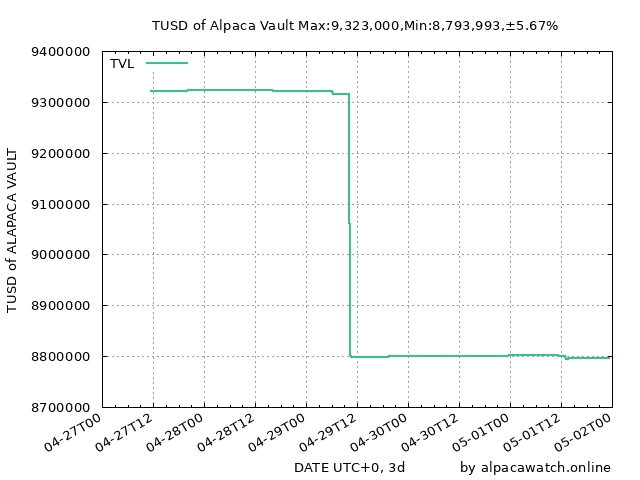 TUSD of Alpaca Vault Max:9,323,000,Min:8,793,993,±5.67%
TVL
9400000
9300000
9200000
9100000
9000000
8900000
8800000
8700000
TUSD of ALAPACA VAULT
04-27T00
04-27T12
04-28T00
04-28T12
04-29T00
04-29T12
04-30T00
04-30T12
05-01T00
05-01T12
05-02T00
DATE UTC+0, 3d
by alpacawatch.online